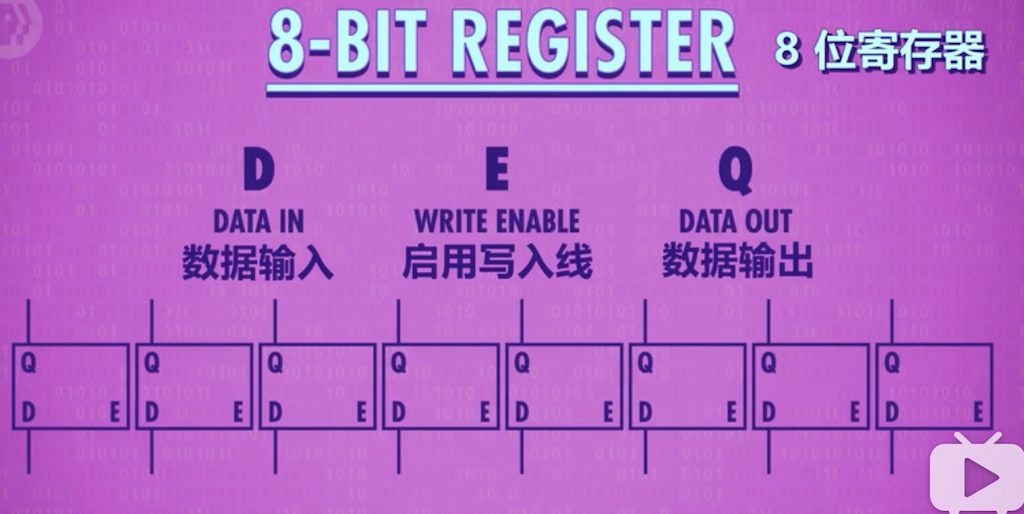 8-BIT REGISTER 8 位寄存器
D E Q
DATA IN WRITE ENABLE DATA OUT
数据输入 启用写入线 数据输出
Q Q Q Q Q Q Q Q
D E D E D E D E D E D E D E D E